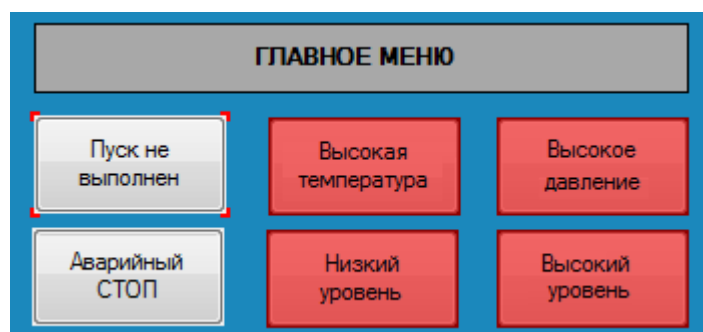 ГЛАВНОЕ МЕНЮ
Пуск не
выполнен
Высокая
температура
Высокое
давление
Аварийный
СТОП
Низкий
уровень
Высокий
уровень